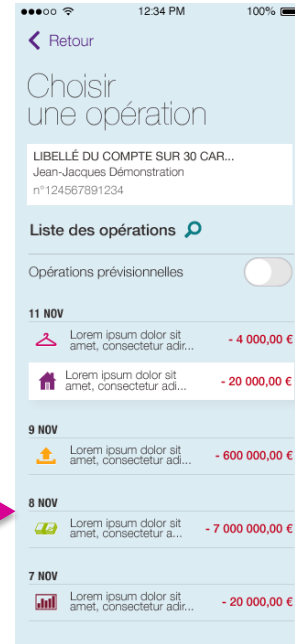 12:34 PM 100%
Retour
Choisir
une opération
LIBELLÉ DU COMPTE SUR 30 CAR...
Jean-Jacques Démonstration
n°124567891234
Liste des opérations
Opérations prévisionnelles
11 NOV
Lorem ipsum dolor sit
amet, consectetur adir... - 4 000,00 €
Lorem ipsum dolor sit
amet, consectetur adi... - 20 000,00 €
9 NOV
Lorem ipsum dolor sit
amet, consectetur adi... - 600 000,00 €
8 NOV
Lorem ipsum dolor sit
amet, consectetur a... - 7 000 000,00 €
7 NOV
Lorem ipsum dolor sit
amet, consectetur adir... - 20 000,00 €